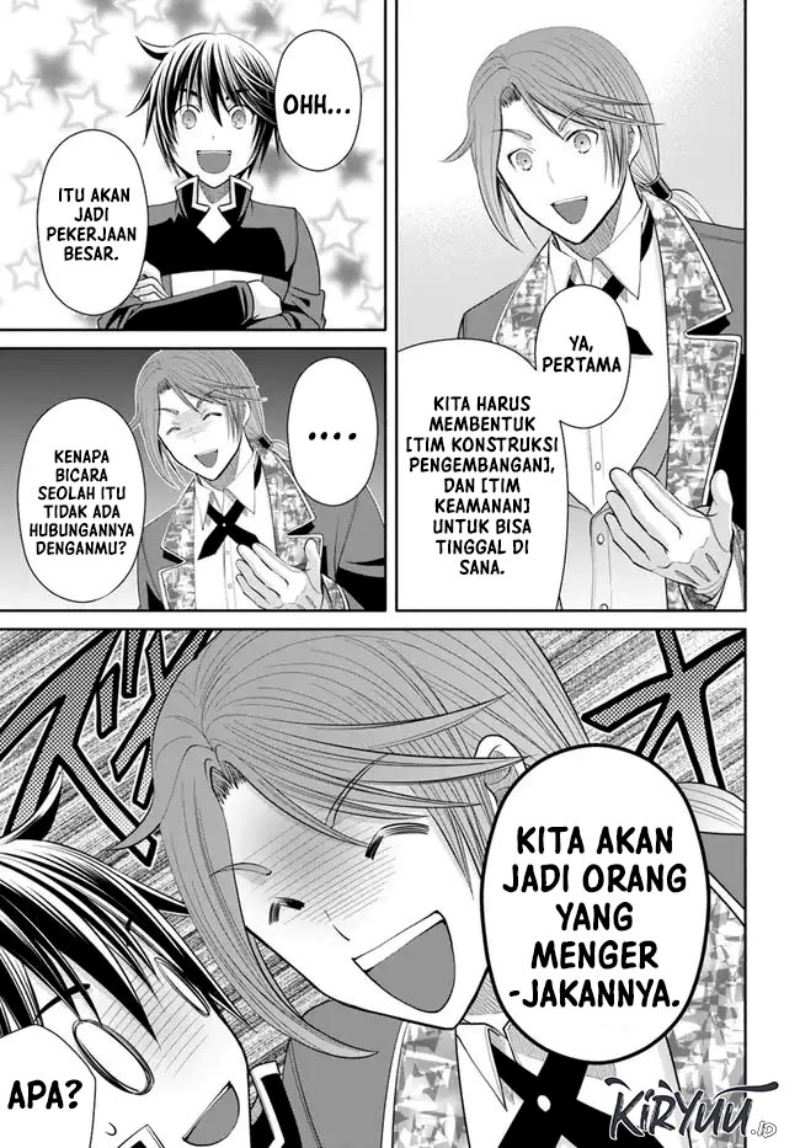 YA,
PERTAMA
KITA HARUS
MEMBENTUK
[TIM KONSTRUKSI
PENGEMBANGAN],
DAN [TIM
KEAMANAN]
UNTUK BISA
TINGGAL DI
SANA.
OHH...
ITU AKAN
JADI
PEKERJAAN
BESAR.
....
KENAPA
BICARA
SEOLAH ITU
TIDAK ADA
HUBUNGANNYA
DENGANMU?
KITA AKAN
JADI ORANG
YANG
MENGER
-JAKANNYA.
APA?
KIRYUU.ID